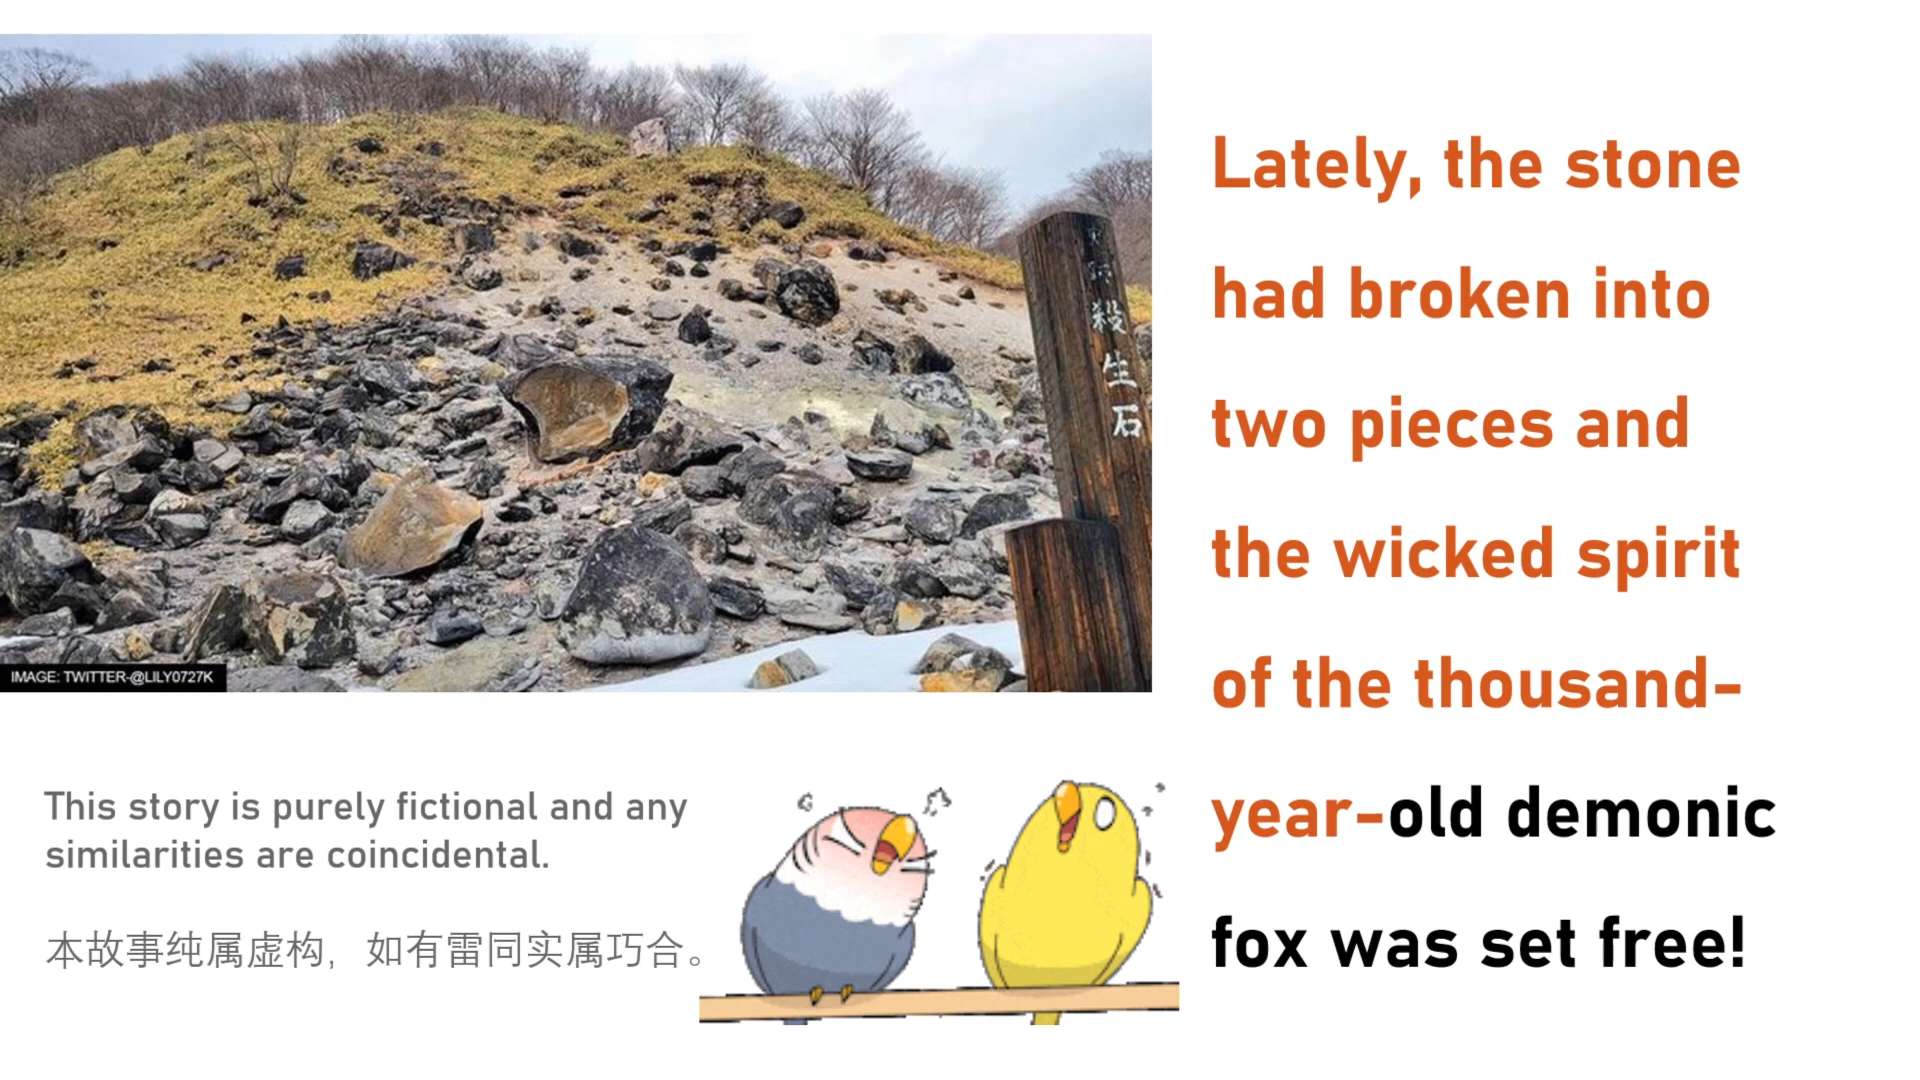 殺
生
石
IMAGE: TWITTER-@LILY0727K
Lately, the stone
had broken into
two pieces and
the wicked spirit
of the thousand-
year-old demonic
fox was set free!
This story is purely fictional and any
similarities are coincidental.
本故事纯属虚构，如有雷同实属巧合。